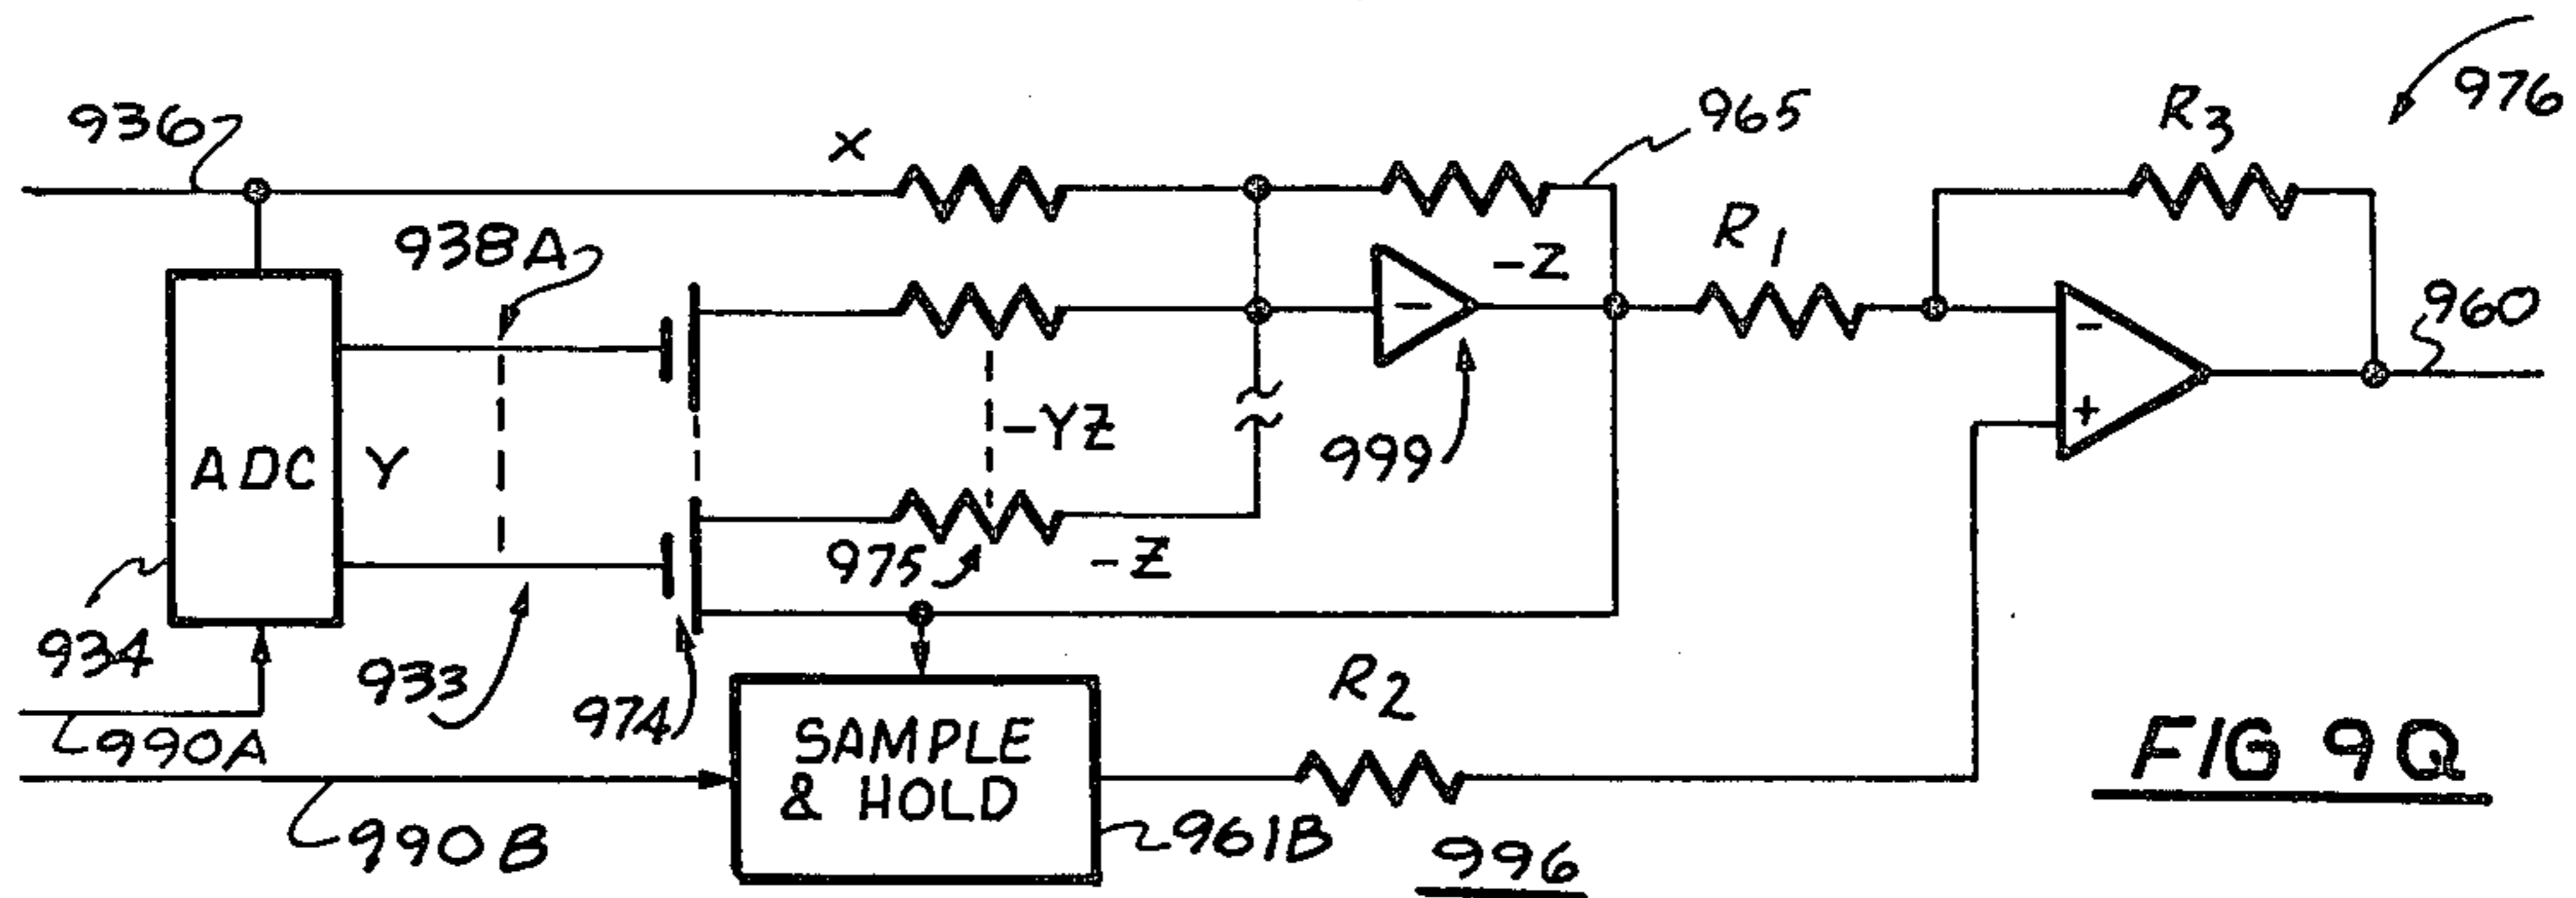 936
X
965
R3
976
938A
R1
-Z
-
-
960
ADC
Y
-YZ
999
+
975
-Z
934
933
974
R2
990A
SAMPLE
& HOLD
FIG 9Q
990B
961B
996